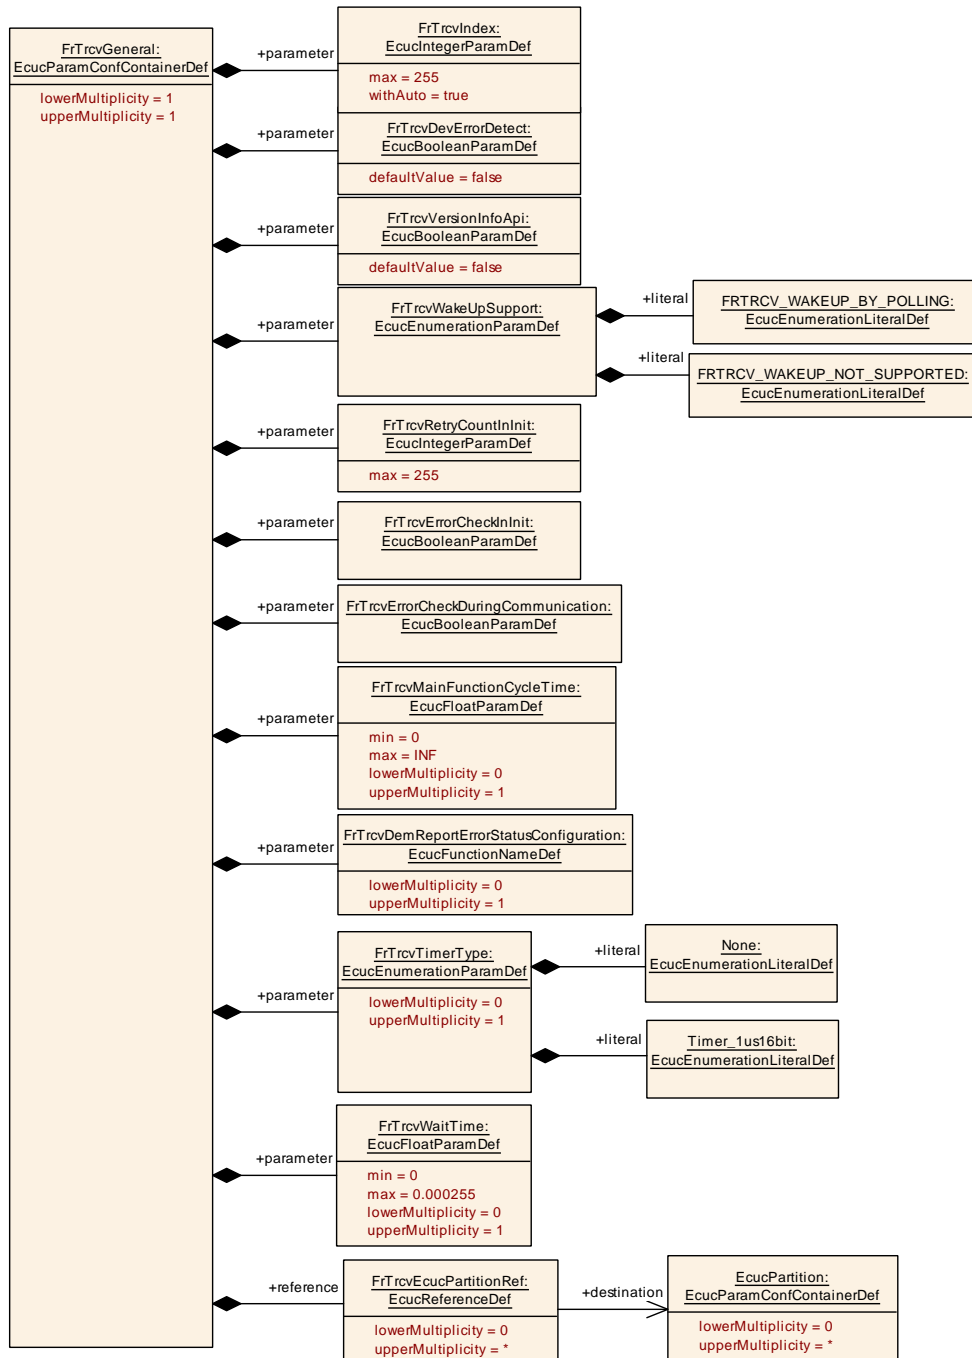 FrTrcvGeneral:
EcucParamConfContainerDef
lowerMultiplicity = 1
upperMultiplicity = 1
+parameter
FrTrcvIndex:
EcucIntegerParamDef
max = 255
withAuto = true
+parameter
FrTrcvDevErrorDetect:
EcucBooleanParamDef
defaultValue = false
+parameter
FrTrcvVersionInfoApi:
EcucBooleanParamDef
defaultValue = false
+parameter
FrTrcvWakeUpSupport:
EcucEnumerationParamDef
+literal
FRTRCV_WAKEUP_BY_POLLING:
EcucEnumerationLiteralDef
+literal
FRTRCV_WAKEUP_NOT_SUPPORTED:
EcucEnumerationLiteralDef
+parameter
FrTrcvRetryCountInInit:
EcucIntegerParamDef
max = 255
+parameter
FrTrcvErrorCheckInInit:
EcucBooleanParamDef
+parameter
FrTrcvErrorCheckDuringCommunication:
EcucBooleanParamDef
+parameter
FrTrcvMainFunctionCycleTime:
EcucFloatParamDef
min = 0
max = INF
lowerMultiplicity = 0
upperMultiplicity = 1
+parameter
FrTrcvDemReportErrorStatusConfiguration:
EcucFunctionNameDef
lowerMultiplicity = 0
upperMultiplicity = 1
+parameter
FrTrcvTimerType:
EcucEnumerationParamDef
lowerMultiplicity = 0
upperMultiplicity = 1
+literal
None:
EcucEnumerationLiteralDef
+literal
Timer_1us16bit:
EcucEnumerationLiteralDef
+parameter
FrTrcvWaitTime:
EcucFloatParamDef
min = 0
max = 0.000255
lowerMultiplicity = 0
upperMultiplicity = 1
+reference
FrTrcvEcucPartitionRef:
EcucReferenceDef
lowerMultiplicity = 0
upperMultiplicity = *
+destination
EcucPartition:
EcucParamConfContainerDef
lowerMultiplicity = 0
upperMultiplicity = *